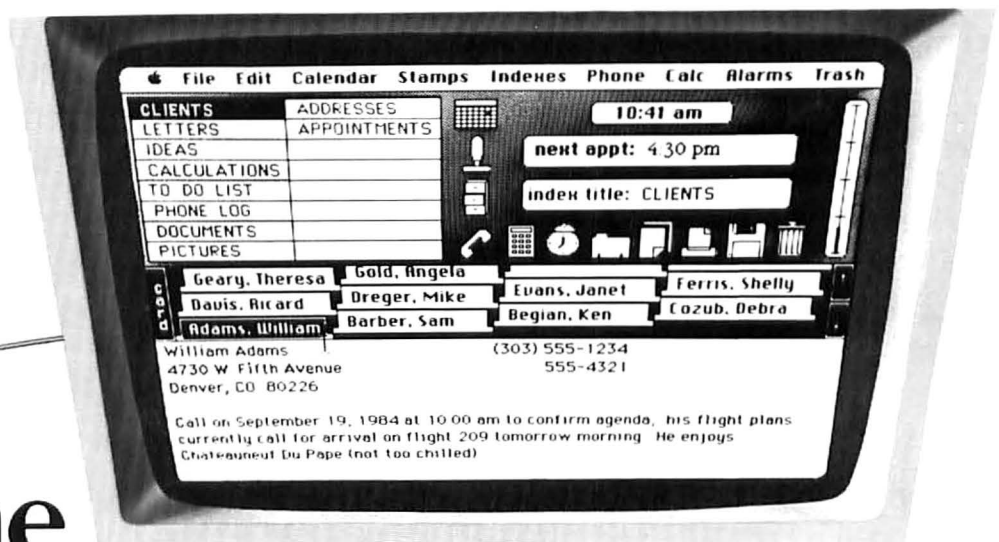 File Edit Calendar Stamps Indexes Phone Calc Alarms Trash
CLIENTS ADDRESSES
LETTERS APPOINTMENTS
IDEAS
CALCULATIONS
TO DO LIST
PHONE LOG
DOCUMENTS
PICTURES
10:41 am
next appt: 4:30 pm
index title: CLIENTS
card
Geary, Theresa Gold, Angela Ferris, Shelly
Davis, Ricard Dreger, Mike Evans, Janet Cozub, Debra
Adams, William Barber, Sam Begian, Ken
William Adams (303) 555-1234
4730 W Fifth Avenue 555-4321
Denver, CO 80226
Call on September 19, 1984 at 10:00 am to confirm agenda, his flight plans
currently call for arrival on flight 209 tomorrow morning. He enjoys
Chateauneuf Du Pape (not too chilled)